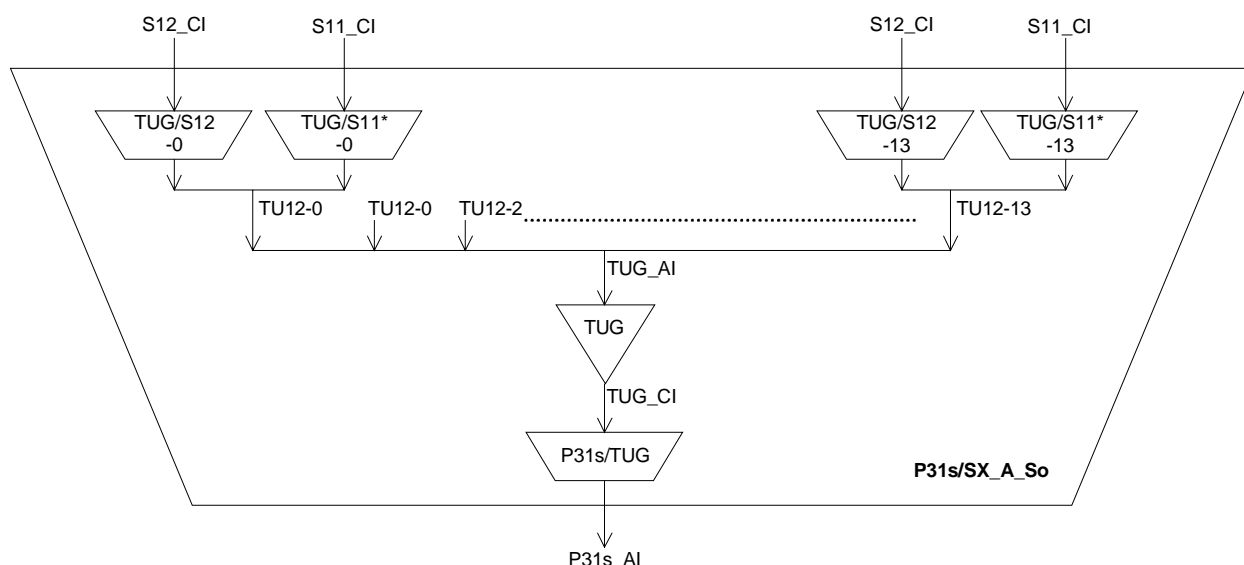 S12_CI
S11_CI
S12_CI
S11_CI
TUG/S12
-0
TUG/S11*
-0
TUG/S12
-13
TUG/S11*
-13
TU12-0
TU12-0
TU12-2
TU12-13
TUG_AI
TUG
TUG_CI
P31s/TUG
P31s/SX_A_So
P31s_AI